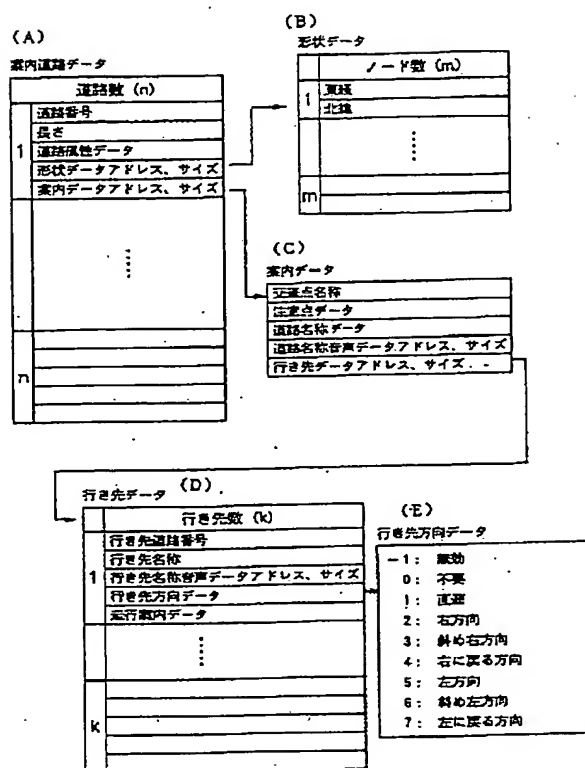 (A)
案内道路データ
道路数 (n)
1
道路番号
長さ
道路属性データ
形状データアドレス、サイズ
案内データアドレス、サイズ
n
(B)
形状データ
ノード数 (m)
1
東経
北緯
m
(C)
案内データ
交差点名称
注意点データ
道路名称データ
道路名称音声データアドレス、サイズ
行き先データアドレス、サイズ
(D)
行き先データ
行き先数 (k)
1
行き先道路番号
行き先名称
行き先名称音声データアドレス、サイズ
行き先方向データ
走行案内データ
k
(E)
行き先方向データ
-1: 無効
0: 不要
1: 直進
2: 右方向
3: 斜め右方向
4: 右に戻る方向
5: 左方向
6: 斜め左方向
7: 左に戻る方向